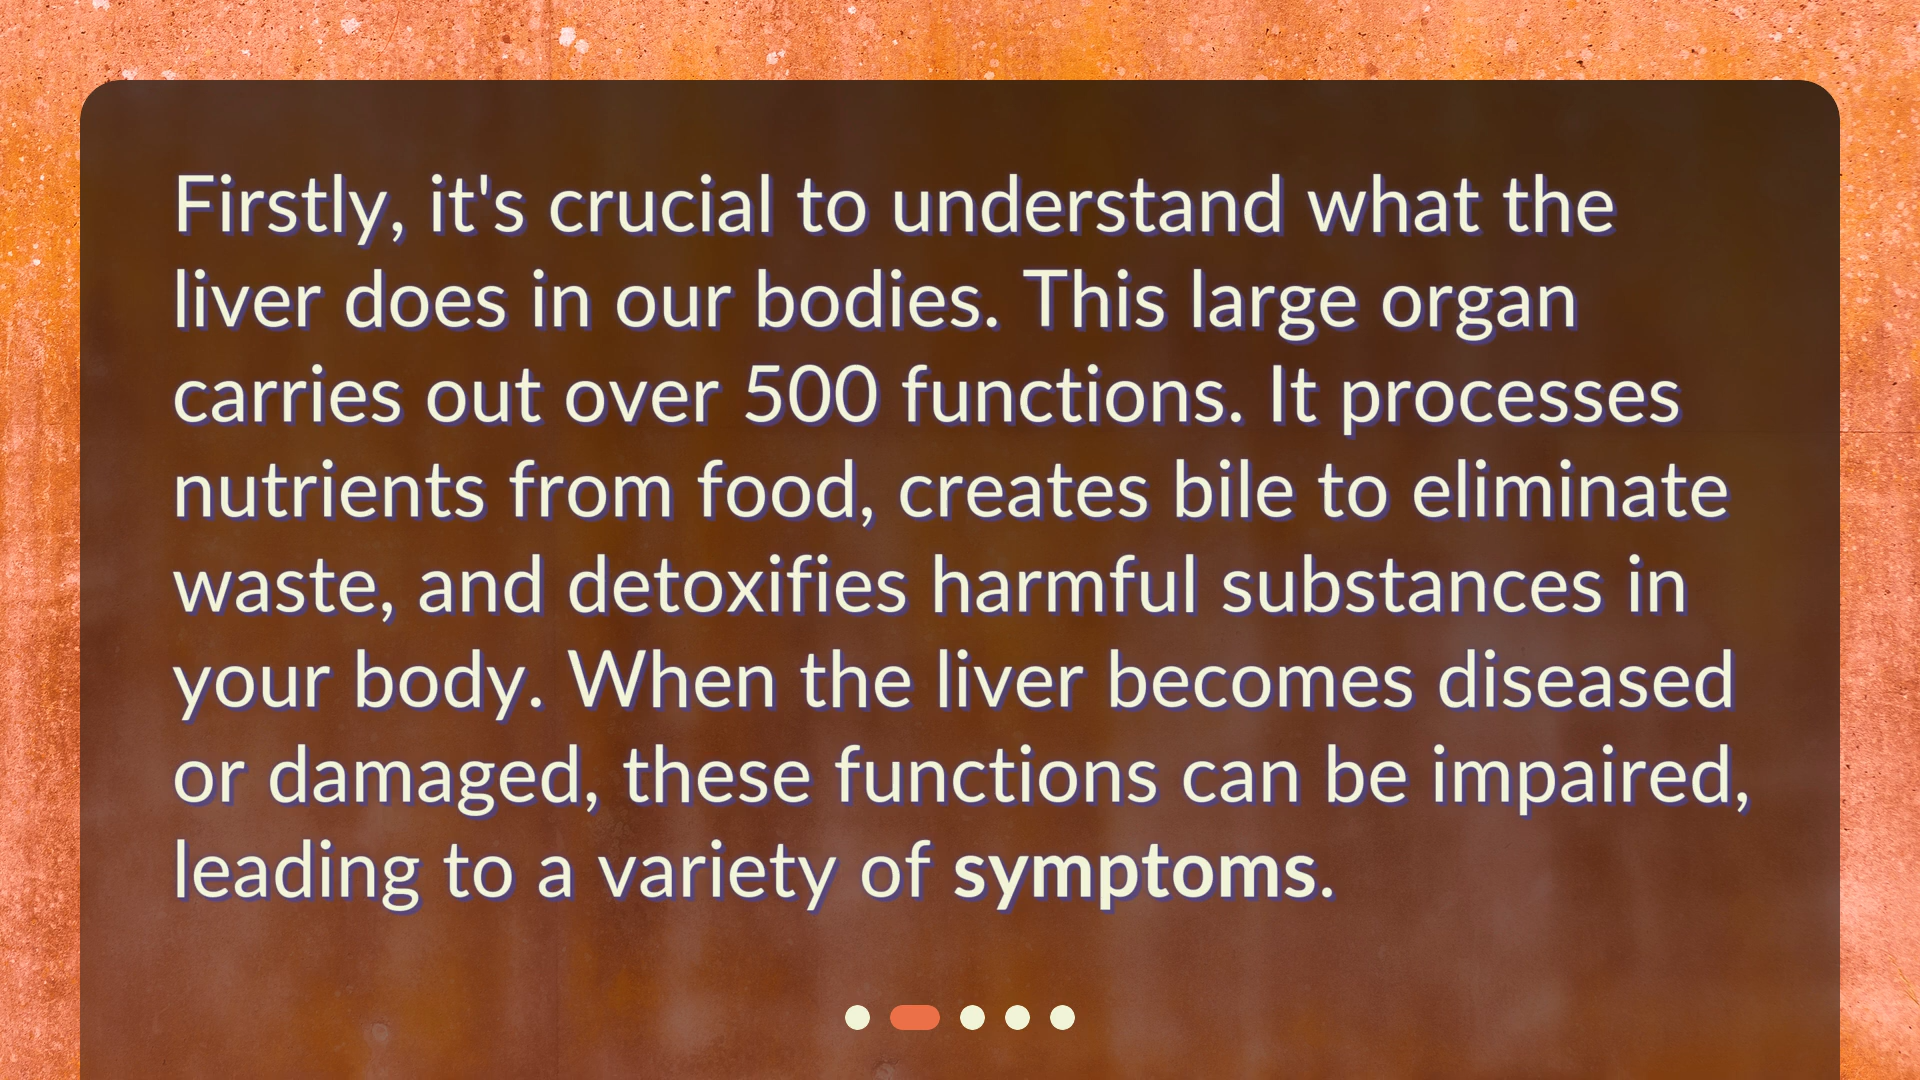 Firstly, it's crucial to understand what the
liver does in our bodies. This large organ
carries out over 500 functions. It processes
nutrients from food, creates bile to eliminate
waste, and detoxifies harmful substances in
your body. When the liver becomes diseased
or damaged, these functions can be impaired,
leading to a variety of symptoms.